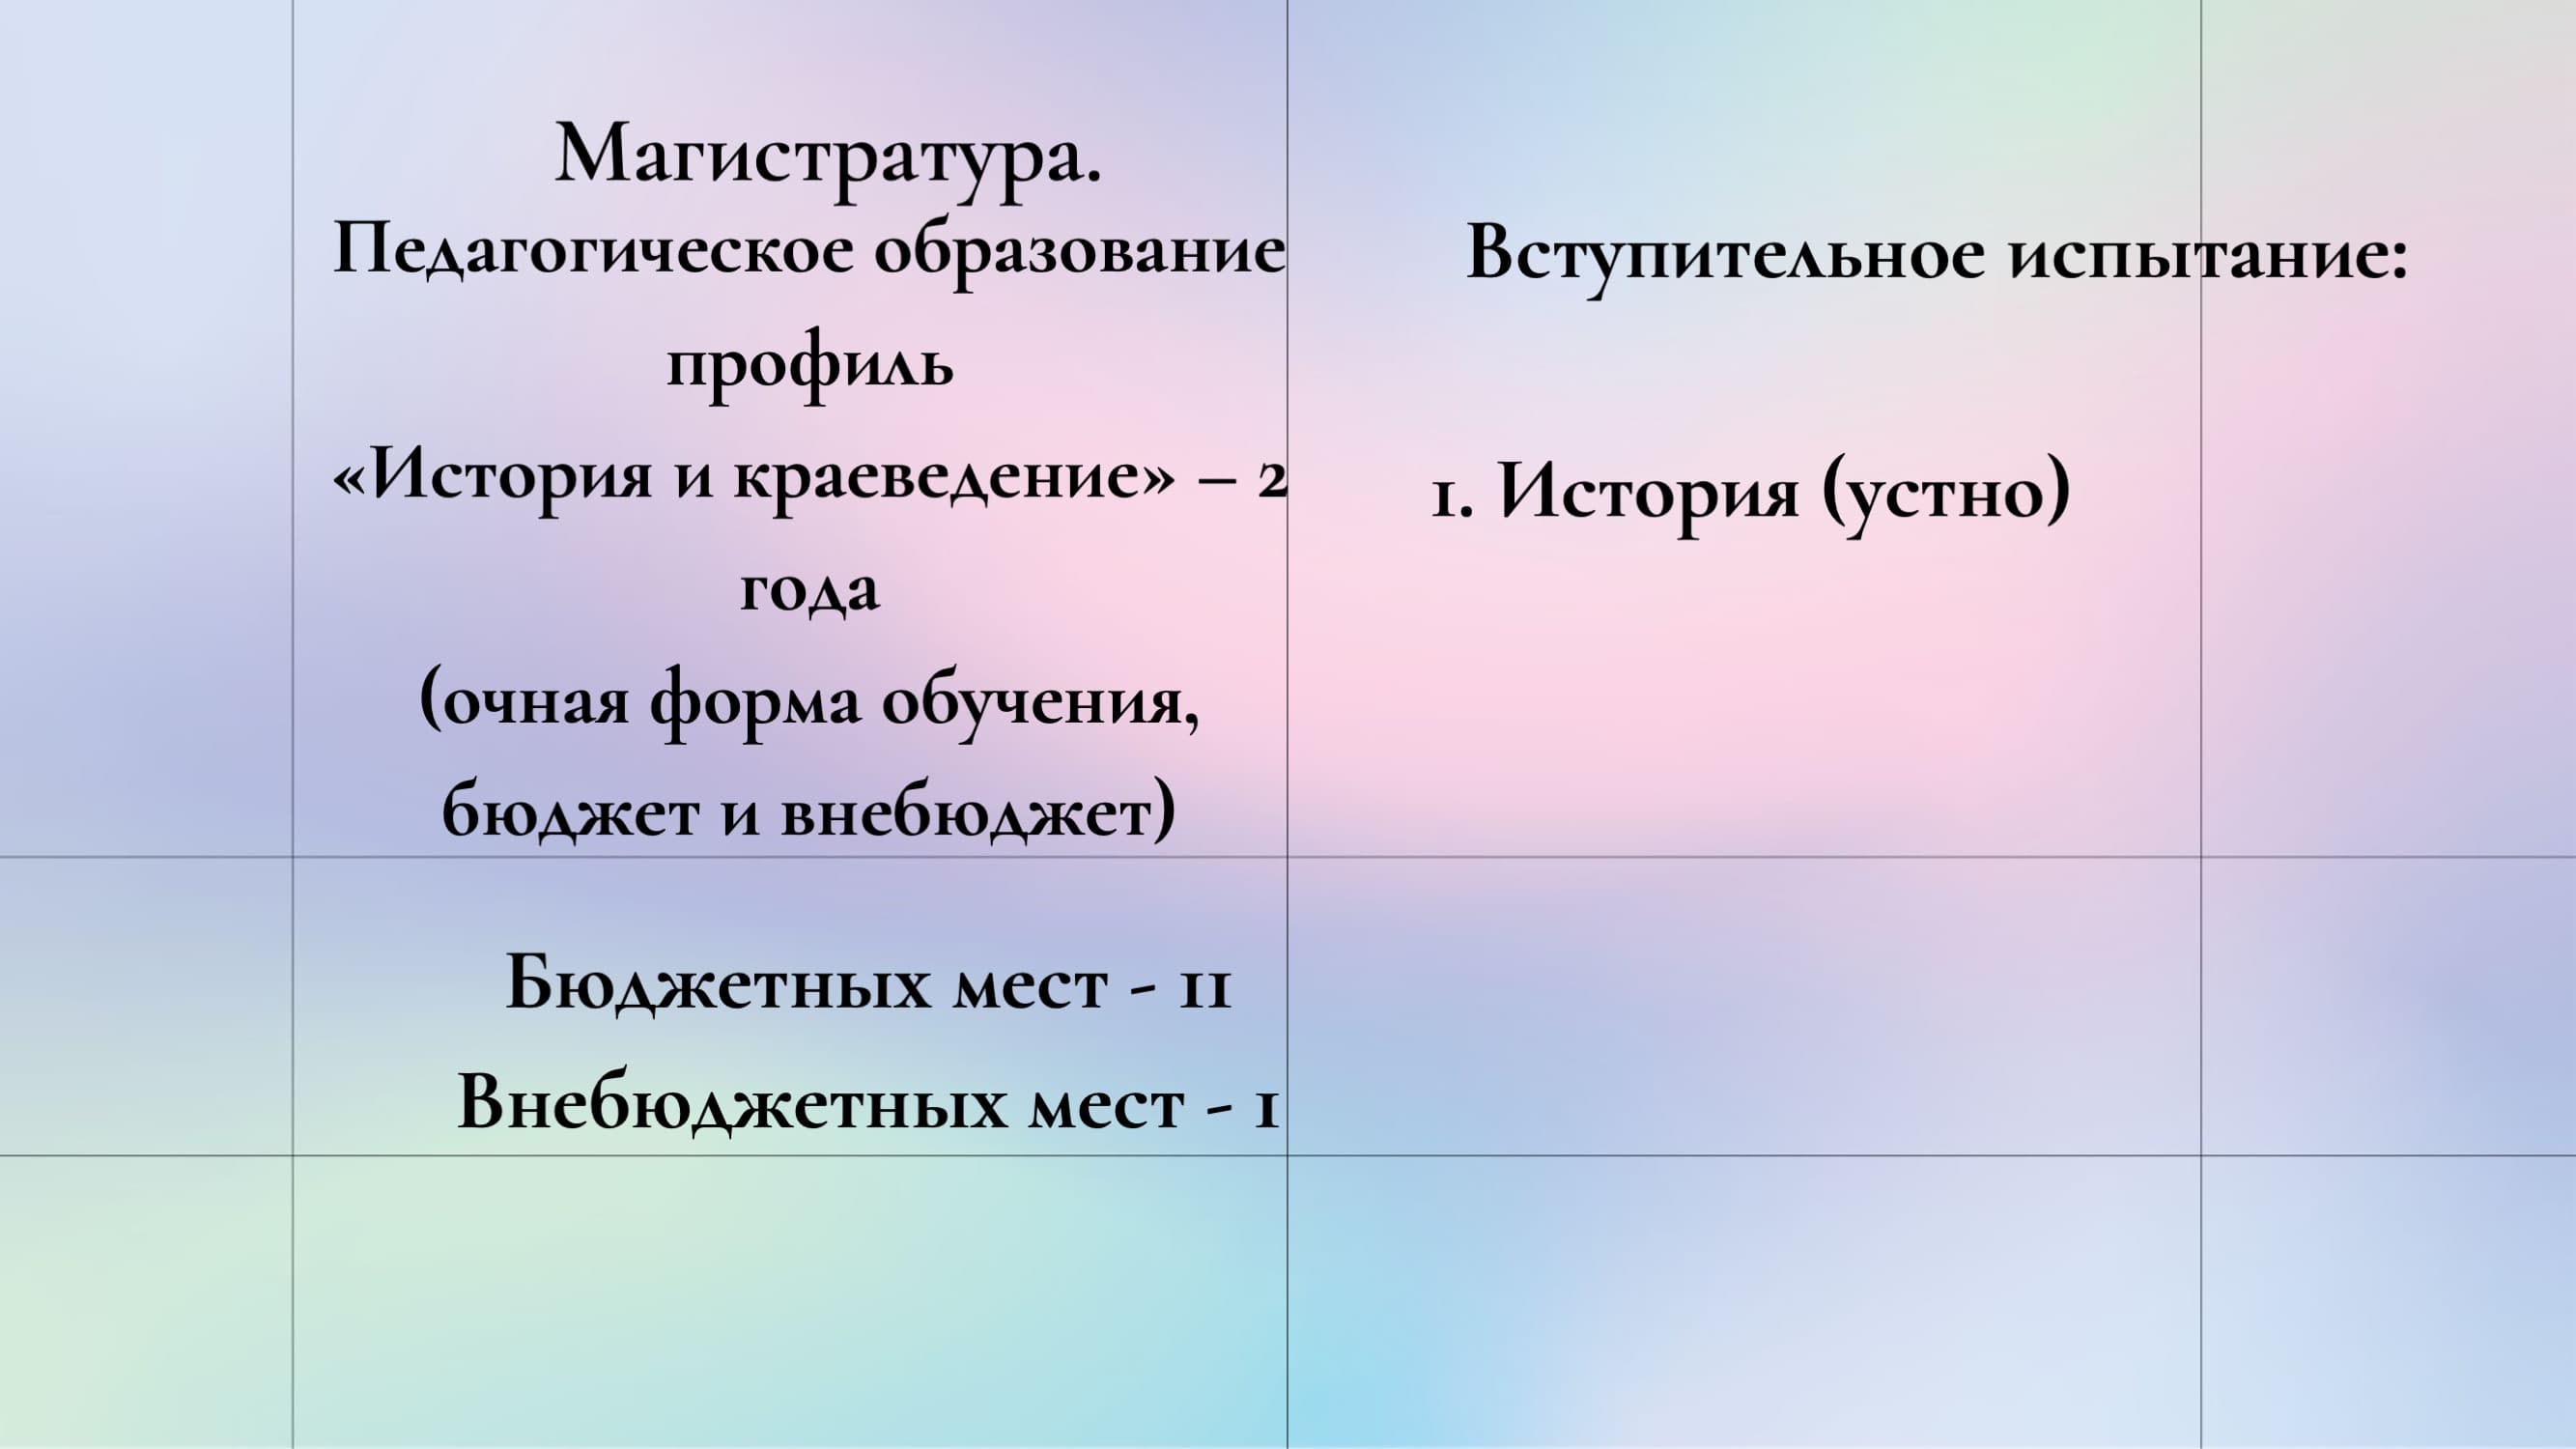 Магистратура.
Педагогическое образование
профиль
«История и краеведение» – 2
года
(очная форма обучения,
бюджет и внебюджет)
Бюджетных мест - 11
Внебюджетных мест - 1
Вступительное испытание:
1. История (устно)